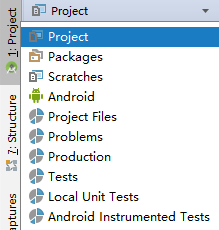 Project
1: Project
7: Structure
aptures
Project
Packages
Scratches
Android
Project Files
Problems
Production
Tests
Local Unit Tests
Android Instrumented Tests